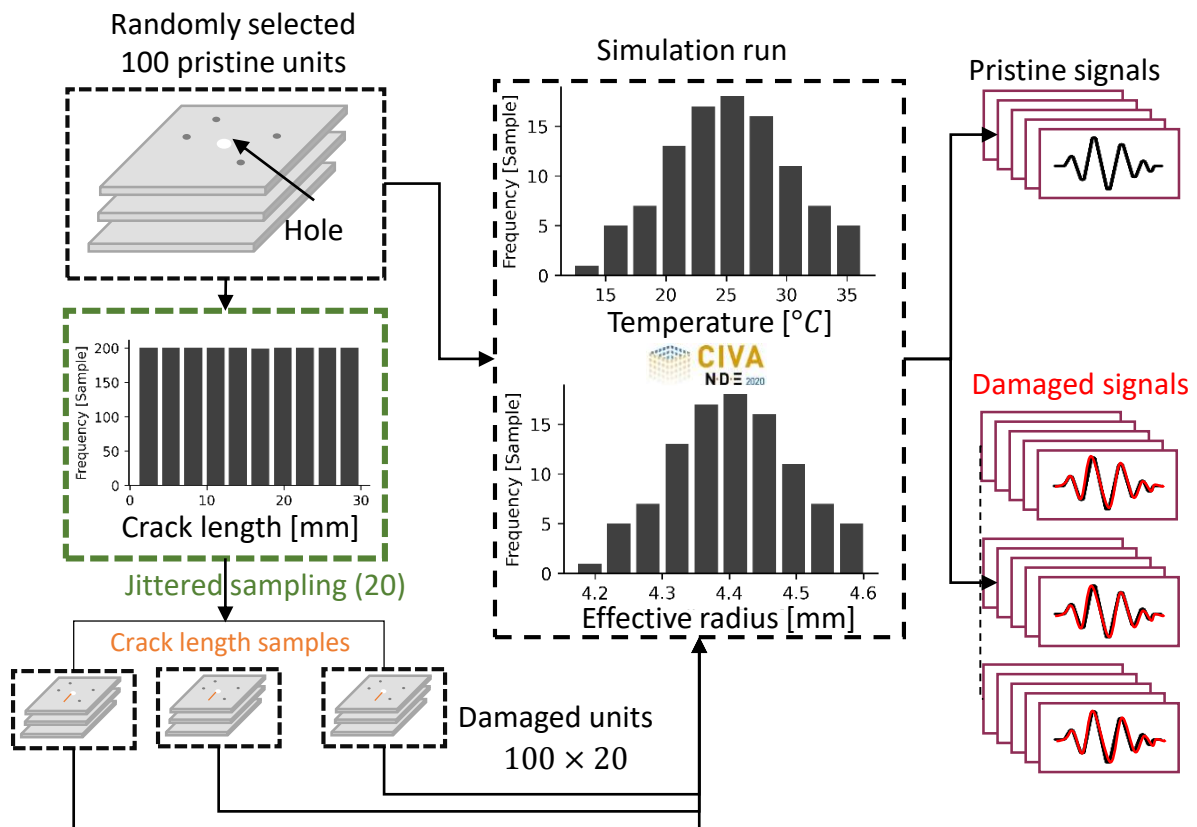 Randomly selected
100 pristine units
Hole
Simulation run
Frequency [Sample]
15
10
5
0
15 20 25 30 35
Temperature [°C]
CIVA
N·D·E 2020
Frequency [Sample]
15
10
5
0
4.2 4.3 4.4 4.5 4.6
Effective radius [mm]
Pristine signals
Damaged signals
Frequency [Sample]
200
150
100
50
0
0 10 20 30
Crack length [mm]
Jittered sampling (20)
Crack length samples
Damaged units
100 × 20